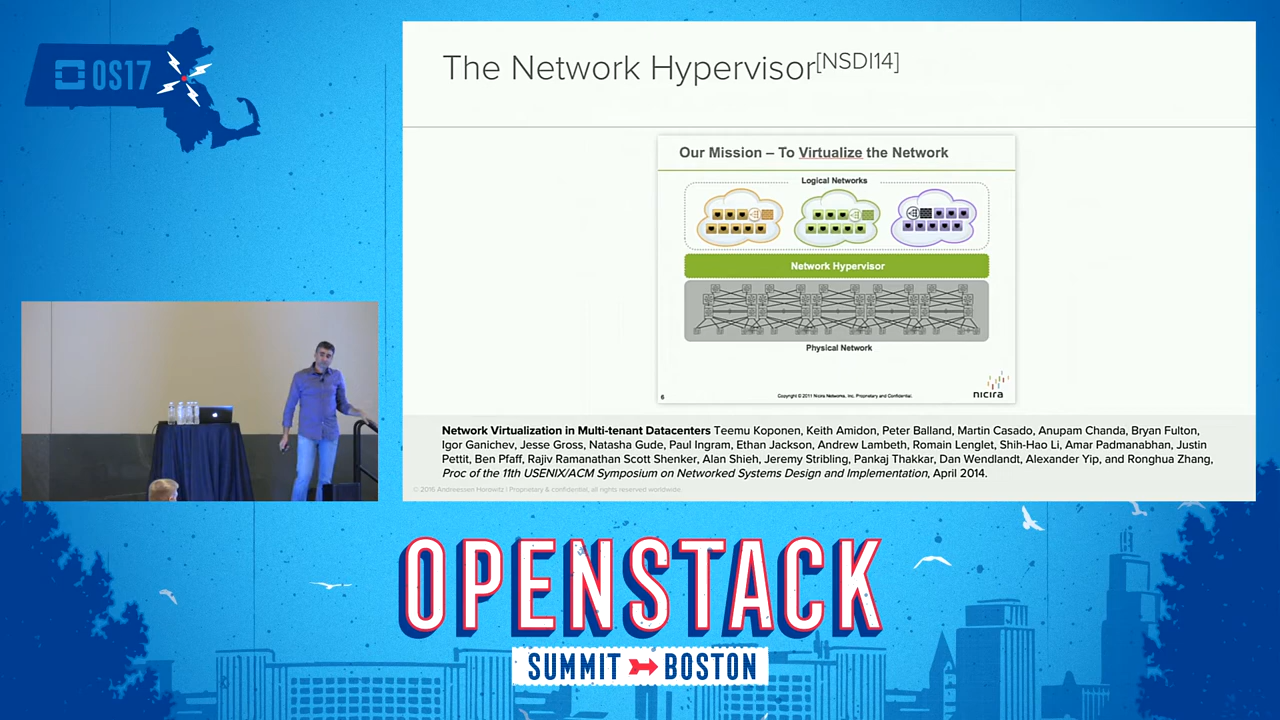 OS17
The Network Hypervisor[NSDI14]
Our Mission – To Virtualize the Network
Logical Networks
Network Hypervisor
Physical Network
6
Copyright © 2011 Nicira Networks, Inc. Proprietary and Confidential.
nicira
Network Virtualization in Multi-tenant Datacenters Teemu Koponen, Keith Amidon, Peter Balland, Martin Casado, Anupam Chanda, Bryan Fulton,
Igor Ganichev, Jesse Gross, Natasha Gude, Paul Ingram, Ethan Jackson, Andrew Lambeth, Romain Lenglet, Shih-Hao Li, Amar Padmanabhan, Justin
Pettit, Ben Pfaff, Rajiv Ramanathan Scott Shenker, Alan Shieh, Jeremy Stribling, Pankaj Thakkar, Dan Wendlandt, Alexander Yip, and Ronghua Zhang,
Proc of the 11th USENIX/ACM Symposium on Networked Systems Design and Implementation, April 2014.
© 2016 Andreessen Horowitz | Proprietary & confidential, all rights reserved worldwide.
OPENSTACK
SUMMIT BOSTON